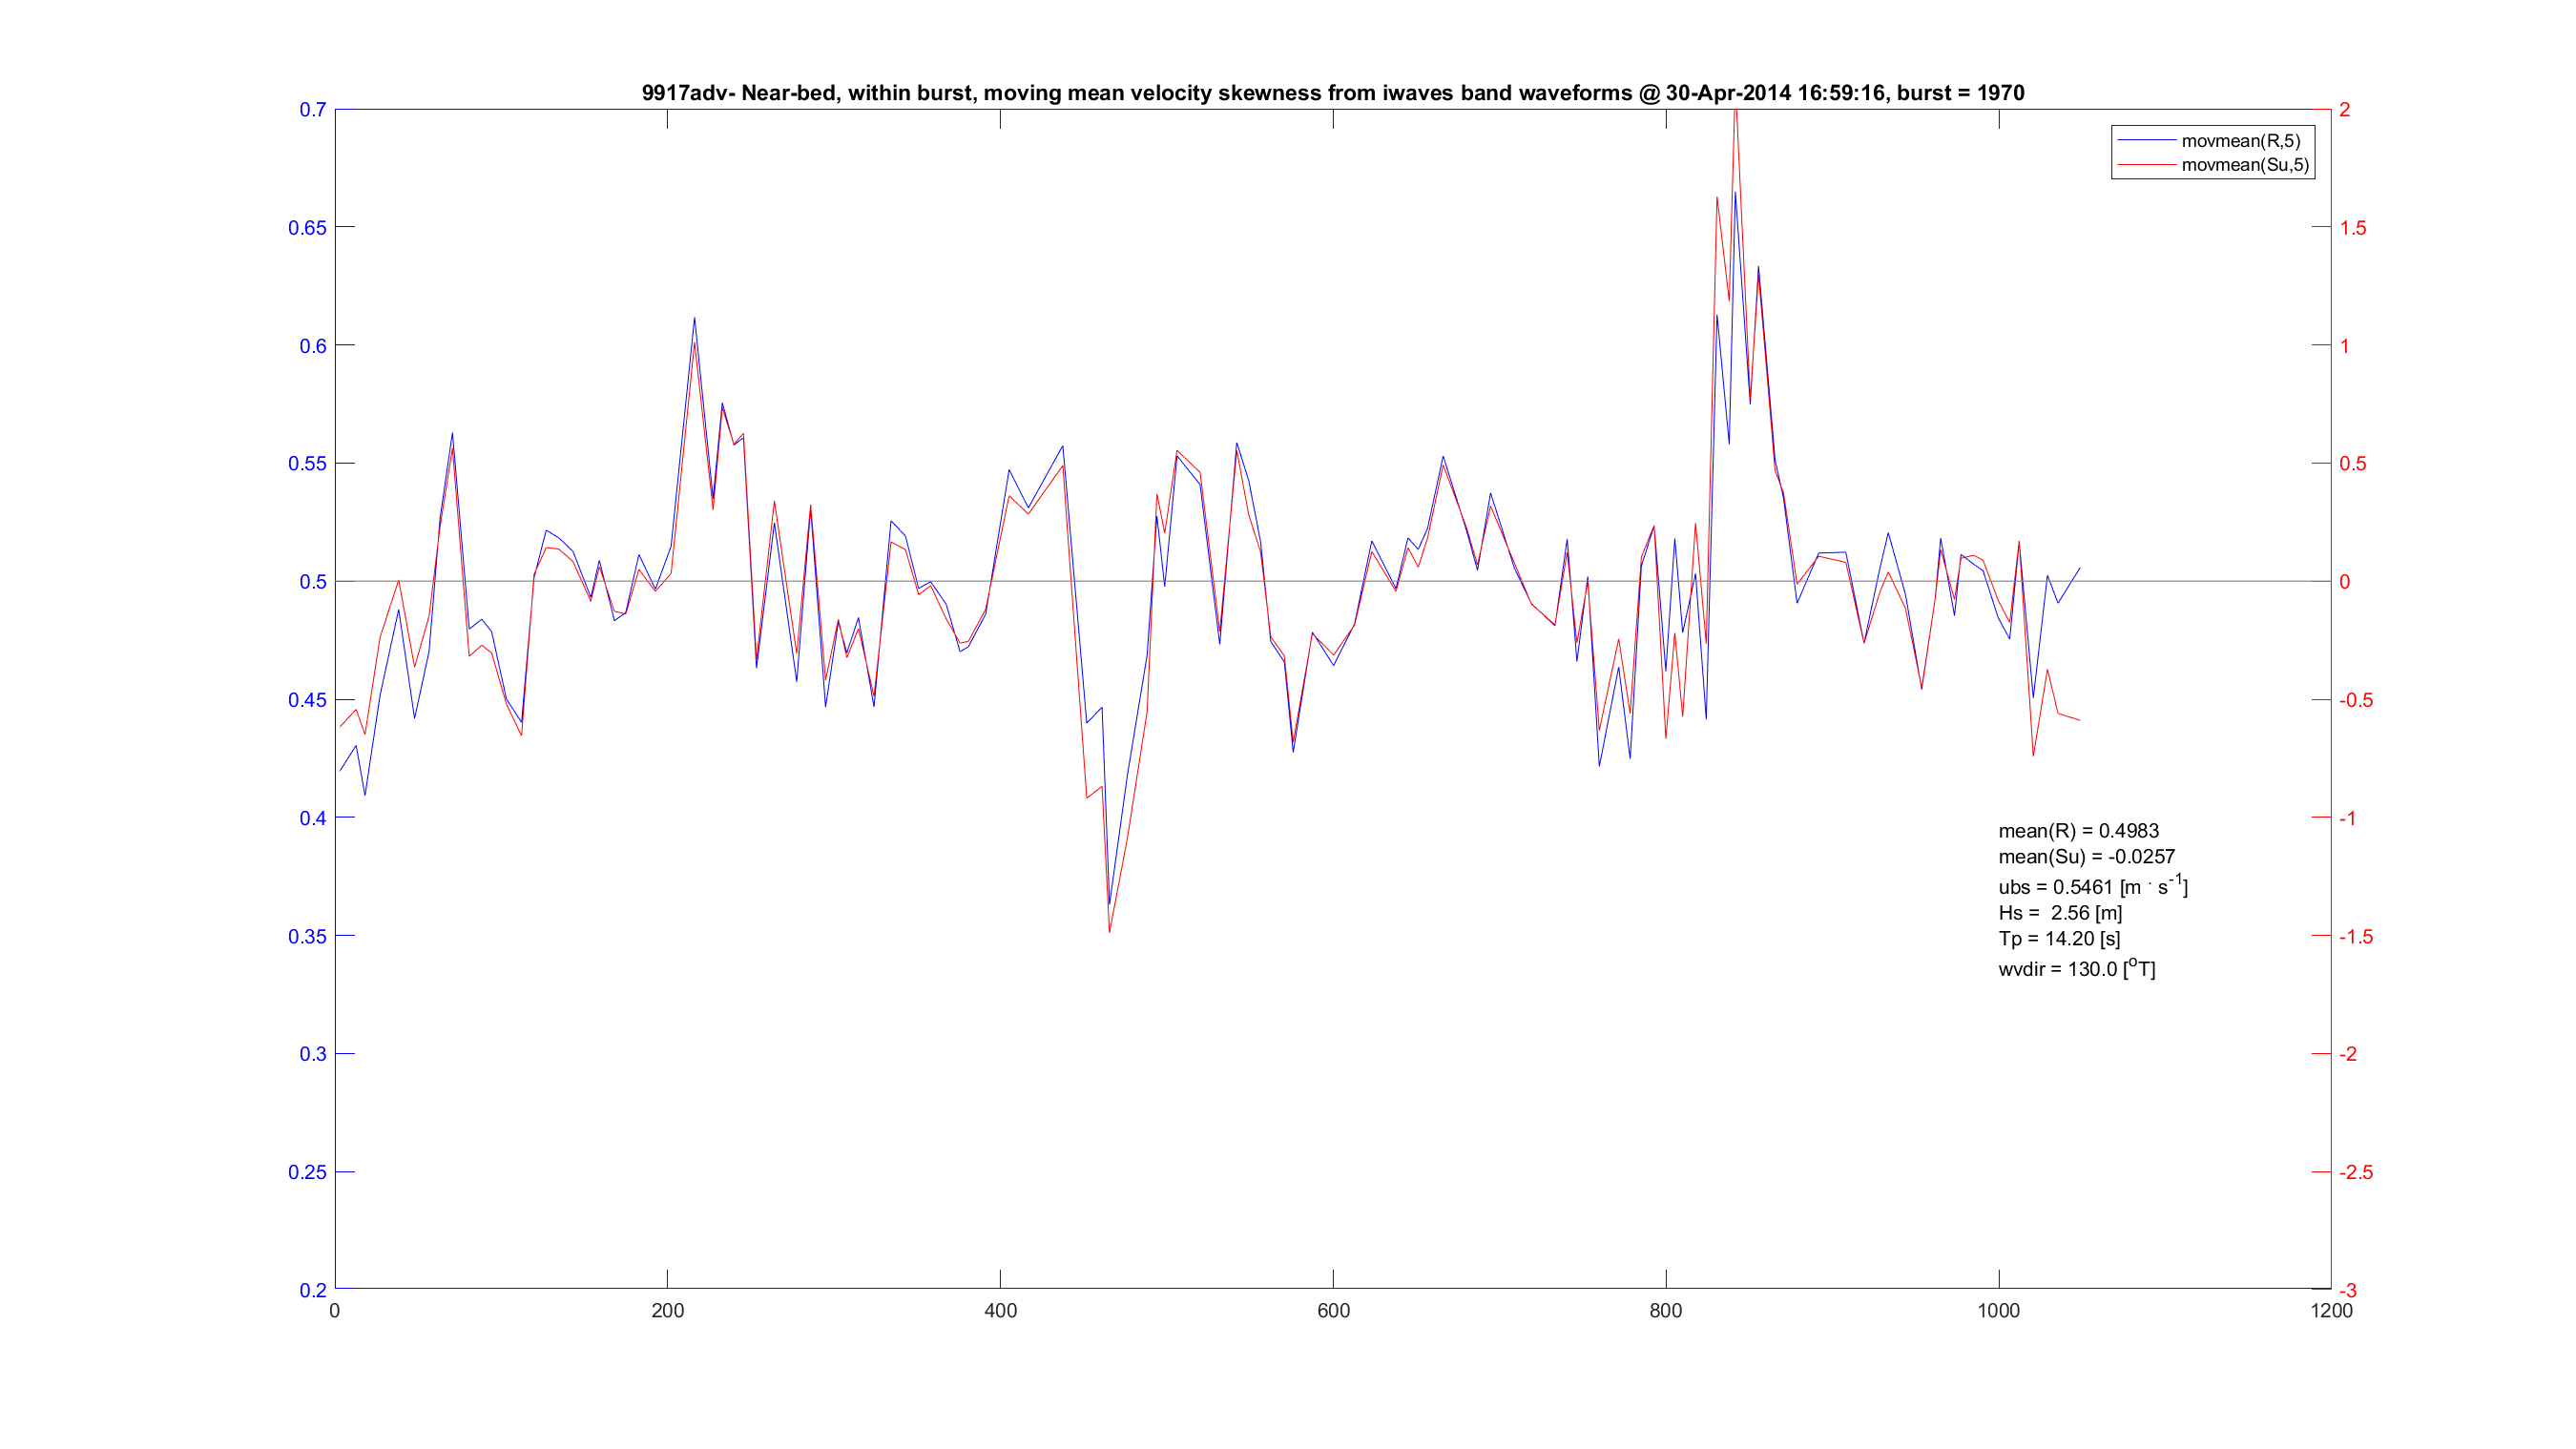 9917adv- Near-bed, within burst, moving mean velocity skewness from iwaves band waveforms @ 30-Apr-2014 16:59:16, burst = 1970
movmean(R,5)
movmean(Su,5)
0.7
0.65
0.6
0.55
0.5
0.45
0.4
0.35
0.3
0.25
0.2
2
1.5
1
0.5
0
-0.5
-1
-1.5
-2
-2.5
-3
mean(R) = 0.4983
mean(Su) = -0.0257
ubs = 0.5461 [m · s⁻¹]
Hs = 2.56 [m]
Tp = 14.20 [s]
wvdir = 130.0 [°T]
0 200 400 600 800 1000 1200